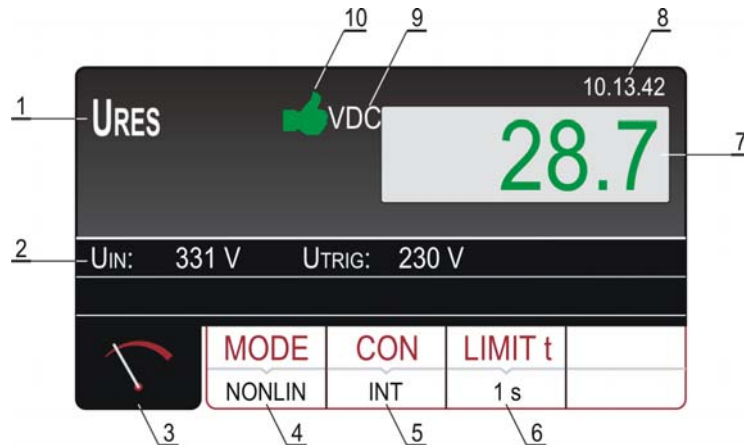 10 9 8
10.13.42
1 URES VDC 28.7 7
2 UIN: 331 V UTRIG: 230 V
MODE CON LIMIT t
NONLIN INT 1 s
3 4 5 6